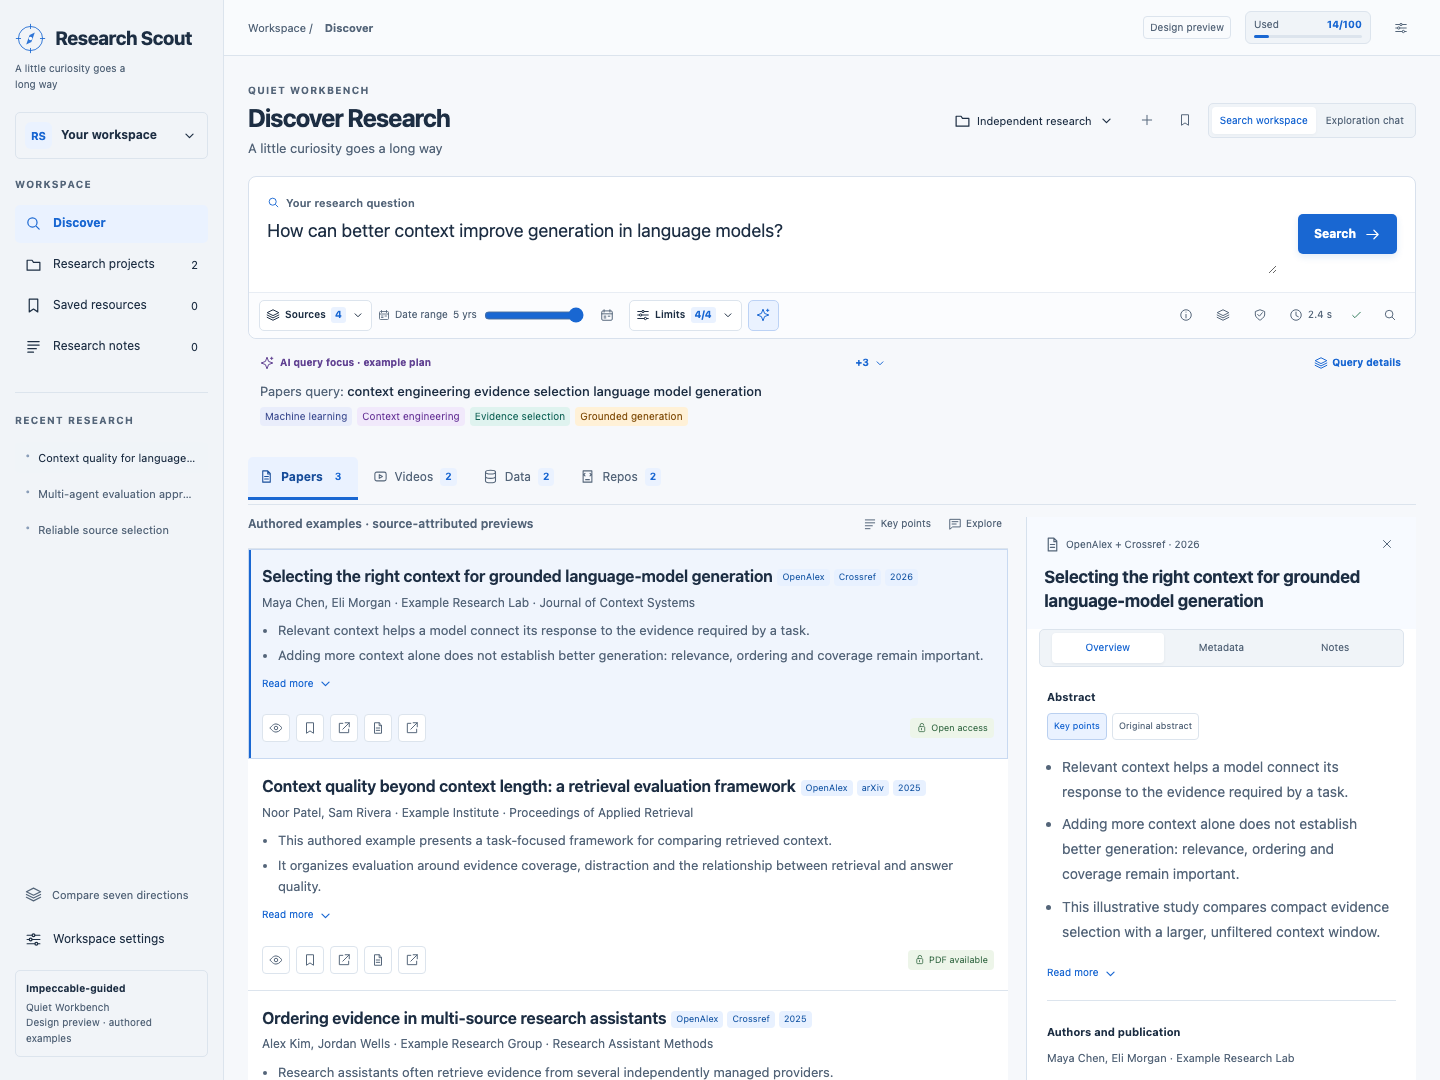 Research Scout
A little curiosity goes a
long way
RS Your workspace
WORKSPACE
Discover
Research projects 2
Saved resources 0
Research notes 0
RECENT RESEARCH
Context quality for language...
Multi-agent evaluation appr...
Reliable source selection
Compare seven directions
Workspace settings
Impeccable-guided
Quiet Workbench
Design preview · authored
examples
Workspace / Discover
Design preview
Used 14/100
QUIET WORKBENCH
Discover Research
A little curiosity goes a long way
Independent research
Search workspace Exploration chat
Your research question
How can better context improve generation in language models?
Search
Sources 4 Date range 5 yrs Limits 4/4 2.4 s
AI query focus · example plan +3 Query details
Papers query: context engineering evidence selection language model generation
Machine learning Context engineering Evidence selection Grounded generation
Papers 3 Videos 2 Data 2 Repos 2
Authored examples · source-attributed previews Key points Explore
Selecting the right context for grounded language-model generation OpenAlex Crossref 2026
Maya Chen, Eli Morgan · Example Research Lab · Journal of Context Systems
• Relevant context helps a model connect its response to the evidence required by a task.
• Adding more context alone does not establish better generation: relevance, ordering and coverage remain important.
Read more
Open access
Context quality beyond context length: a retrieval evaluation framework OpenAlex arXiv 2025
Noor Patel, Sam Rivera · Example Institute · Proceedings of Applied Retrieval
• This authored example presents a task-focused framework for comparing retrieved context.
• It organizes evaluation around evidence coverage, distraction and the relationship between retrieval and answer
quality.
Read more
PDF available
Ordering evidence in multi-source research assistants OpenAlex Crossref 2025
Alex Kim, Jordan Wells · Example Research Group · Research Assistant Methods
• Research assistants often retrieve evidence from several independently managed providers.
OpenAlex + Crossref · 2026
Selecting the right context for grounded
language-model generation
Overview Metadata Notes
Abstract
Key points Original abstract
• Relevant context helps a model connect its
response to the evidence required by a task.
• Adding more context alone does not establish
better generation: relevance, ordering and
coverage remain important.
• This illustrative study compares compact evidence
selection with a larger, unfiltered context window.
Read more
Authors and publication
Maya Chen, Eli Morgan · Example Research Lab